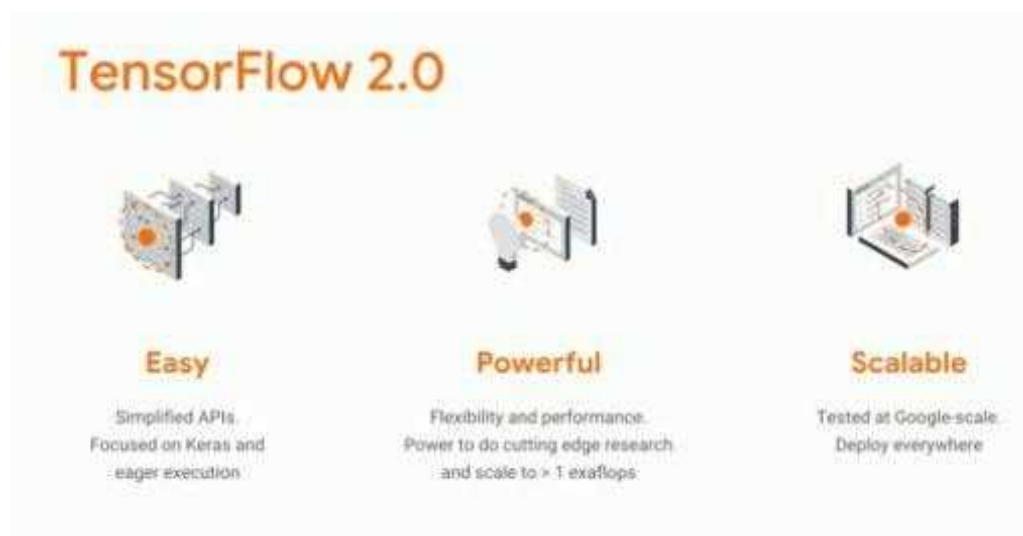 TensorFlow 2.0
Easy
Simplified APIs.
Focused on Keras and
eager execution
Powerful
Flexibility and performance.
Power to do cutting edge research
and scale to > 1 exaflops
Scalable
Tested at Google-scale.
Deploy everywhere